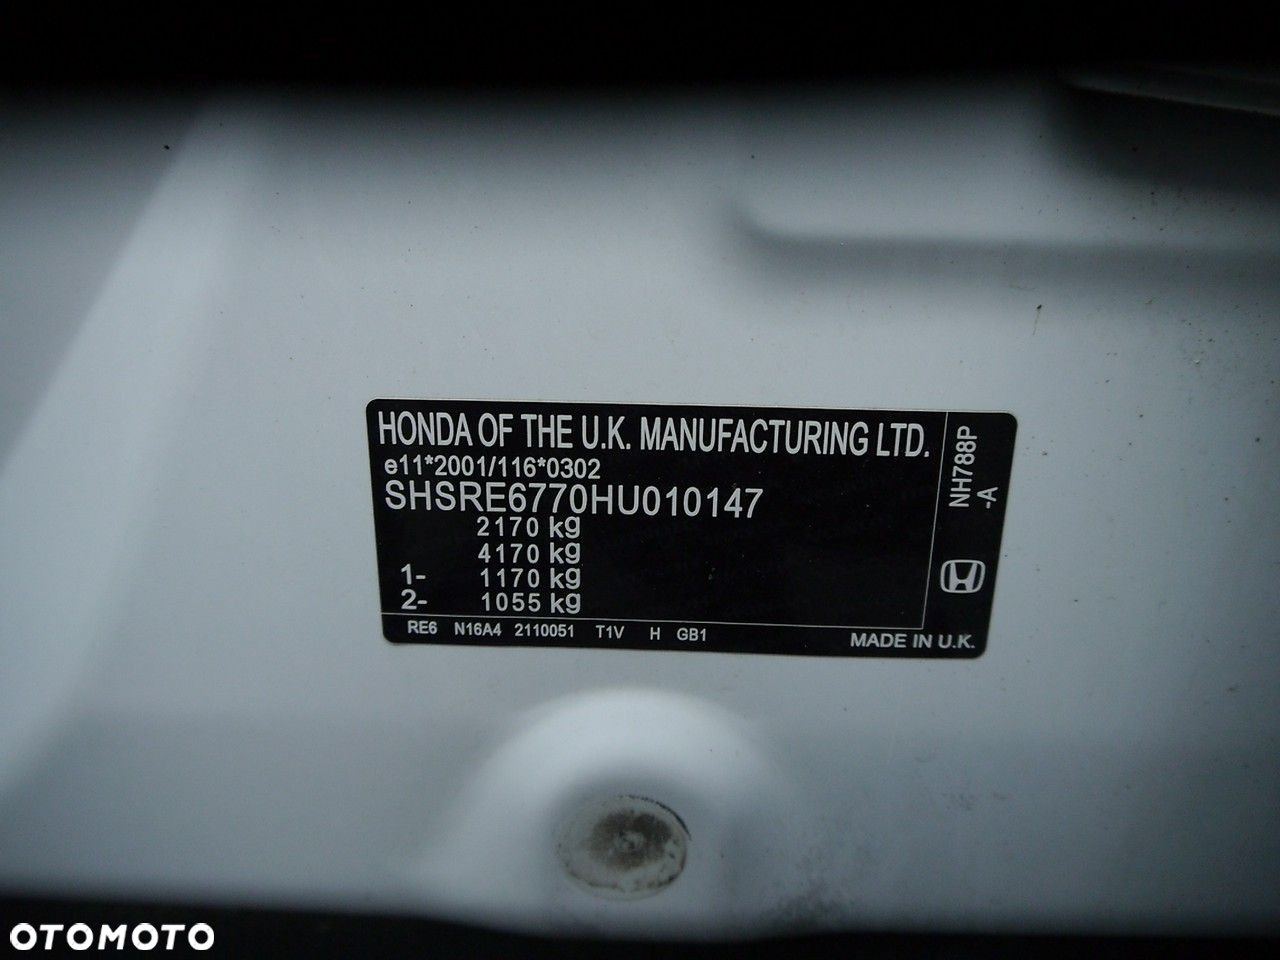 HONDA OF THE U.K. MANUFACTURING LTD.
e11*2001/116*0302
SHSRE6770HU010147
2170 kg
4170 kg
1- 1170 kg
2- 1055 kg
RE6 N16A4 2110051 T1V H GB1
MADE IN U.K.
NH788P
-A
OTOMOTO